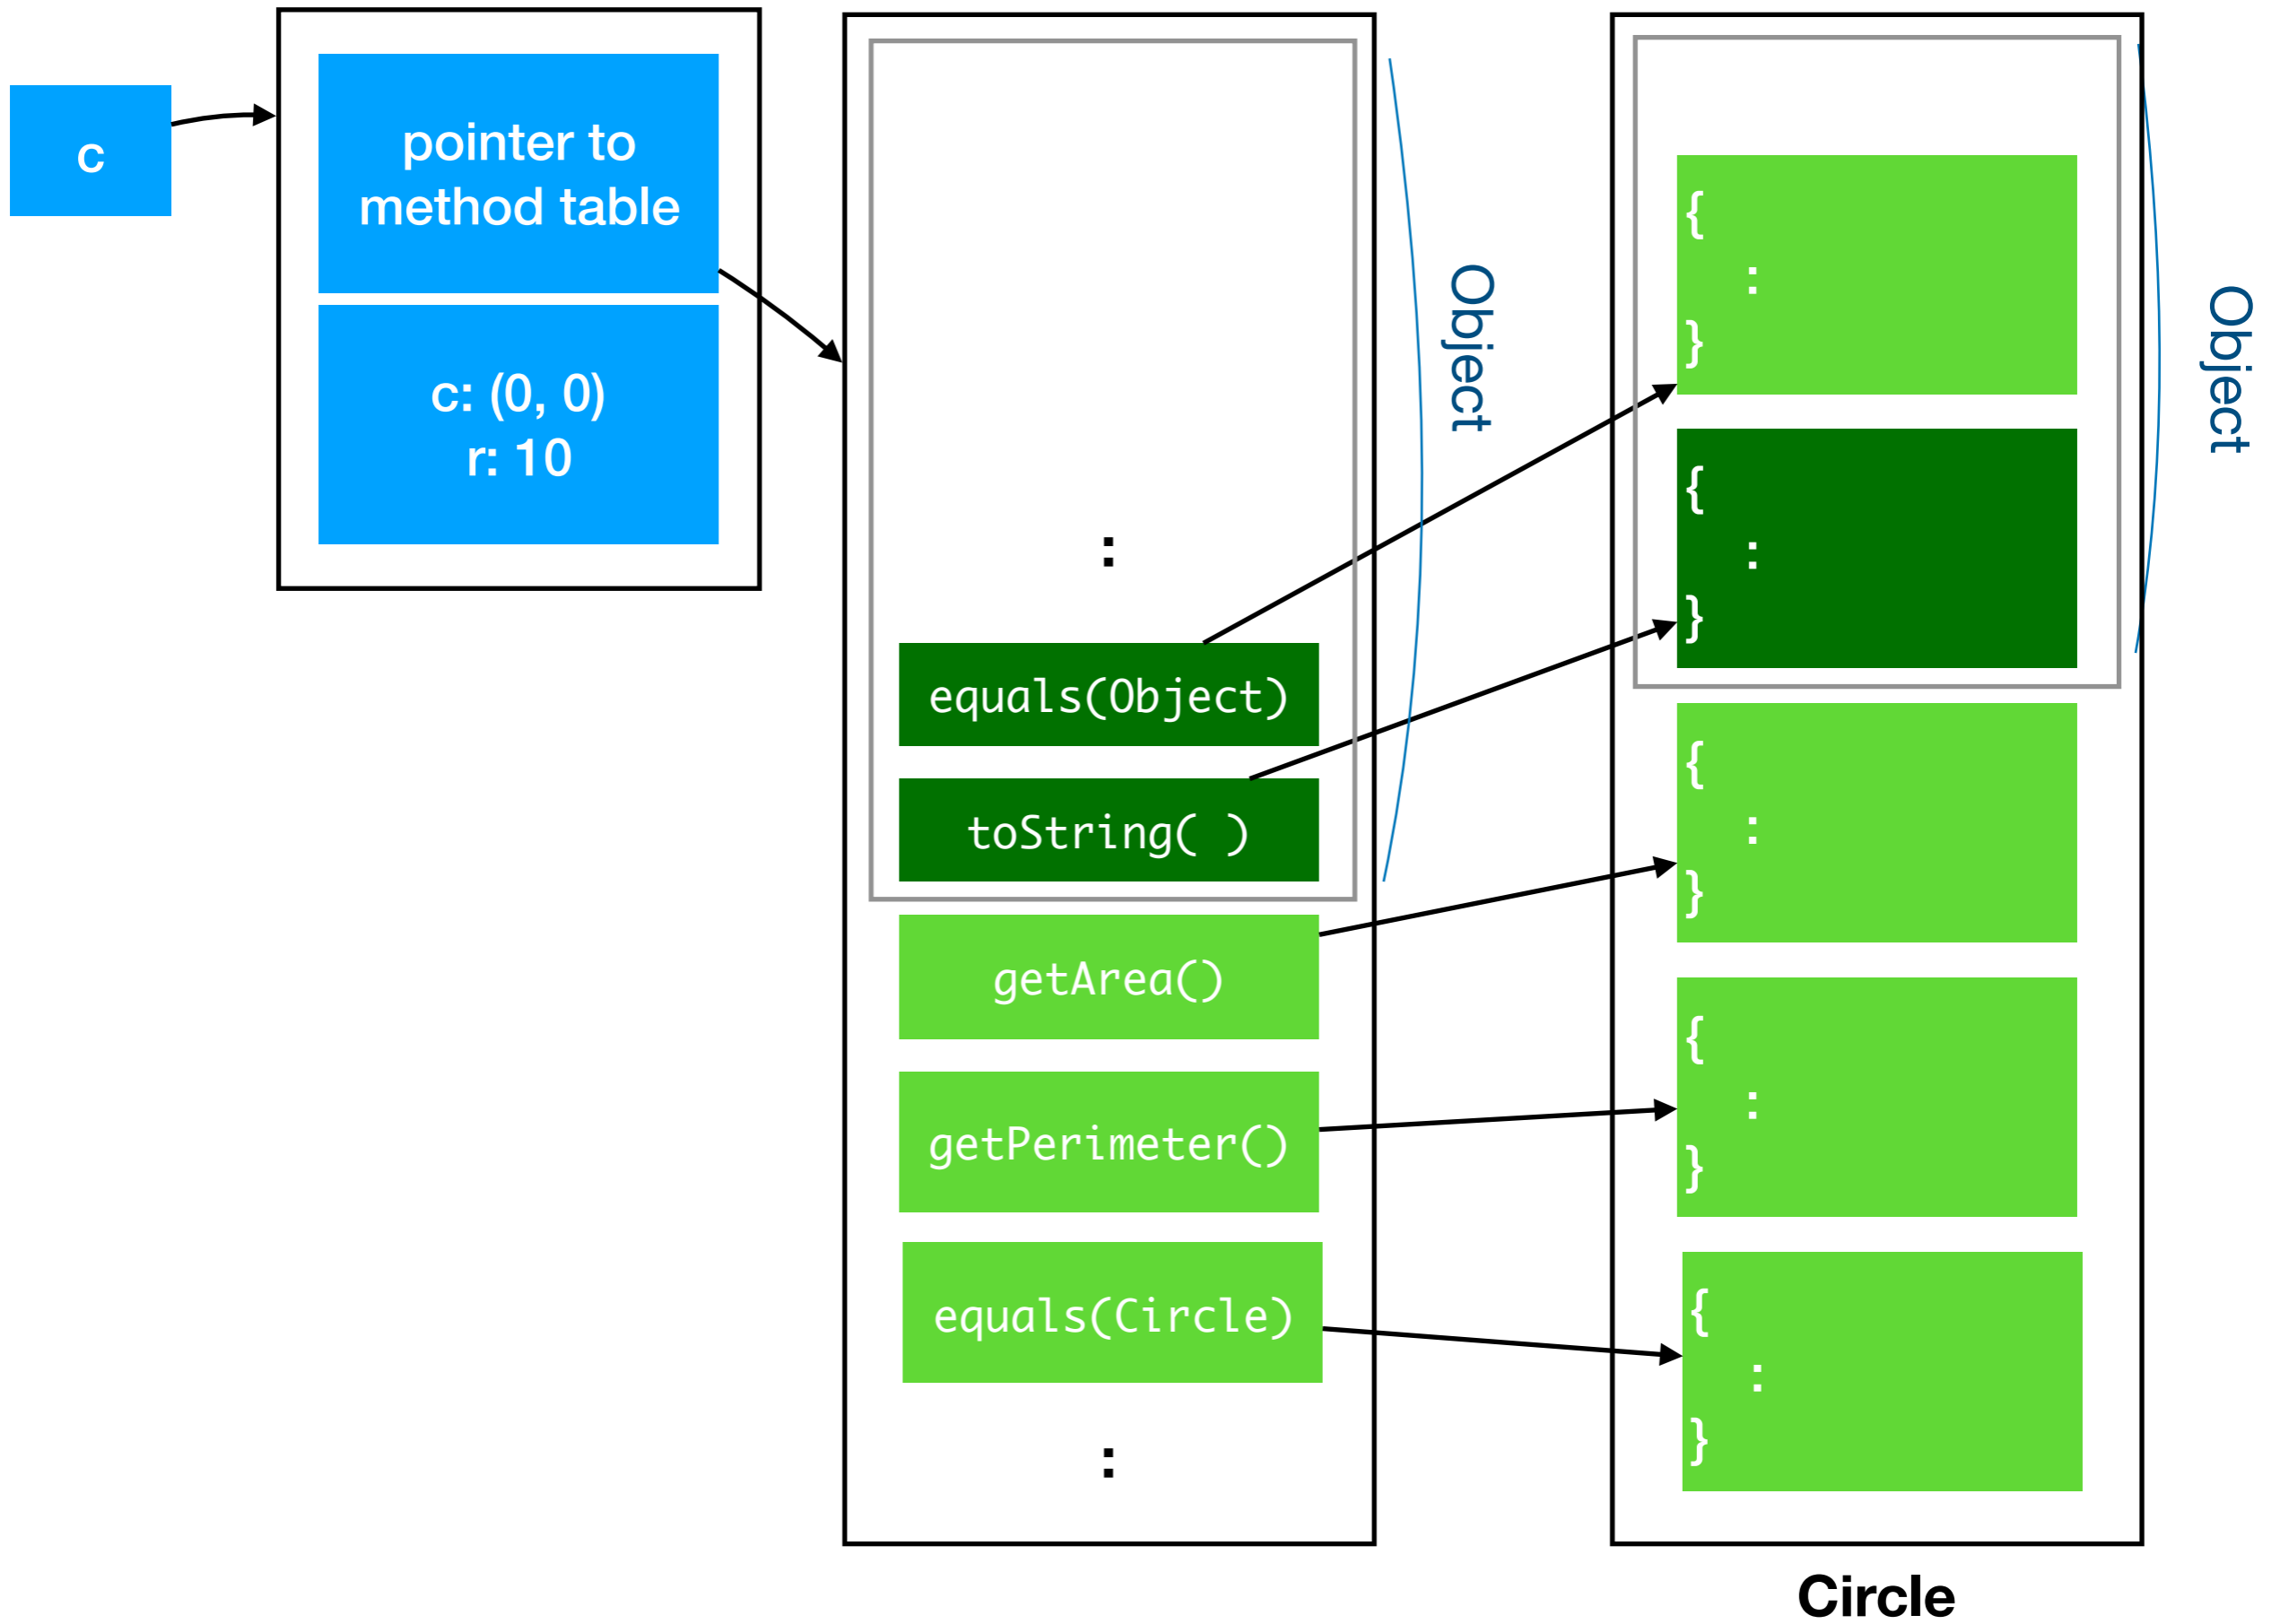 c
pointer to
method table
c: (0, 0)
r: 10
:
equals(Object)
toString( )
getArea()
getPerimeter()
equals(Circle)
:
Object
{
:
}
{
:
}
{
:
}
{
:
}
{
:
}
Object
Circle